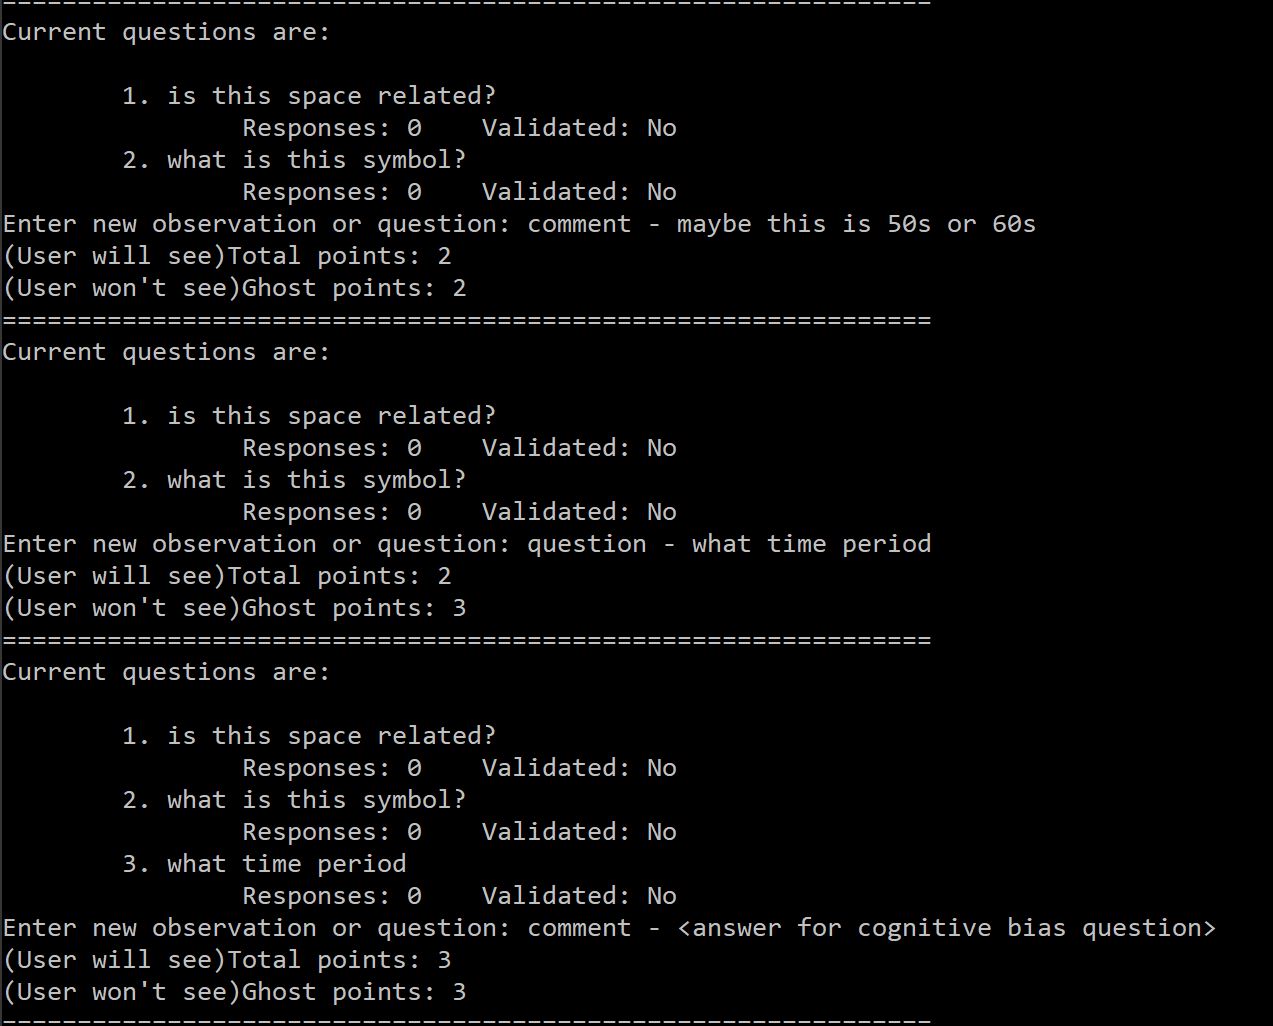 ==============================================================
Current questions are:
1. is this space related?
Responses: 0    Validated: No
2. what is this symbol?
Responses: 0    Validated: No
Enter new observation or question: comment - maybe this is 50s or 60s
(User will see)Total points: 2
(User won't see)Ghost points: 2
==============================================================
Current questions are:
1. is this space related?
Responses: 0    Validated: No
2. what is this symbol?
Responses: 0    Validated: No
Enter new observation or question: question - what time period
(User will see)Total points: 2
(User won't see)Ghost points: 3
==============================================================
Current questions are:
1. is this space related?
Responses: 0    Validated: No
2. what is this symbol?
Responses: 0    Validated: No
3. what time period
Responses: 0    Validated: No
Enter new observation or question: comment - <answer for cognitive bias question>
(User will see)Total points: 3
(User won't see)Ghost points: 3
==============================================================